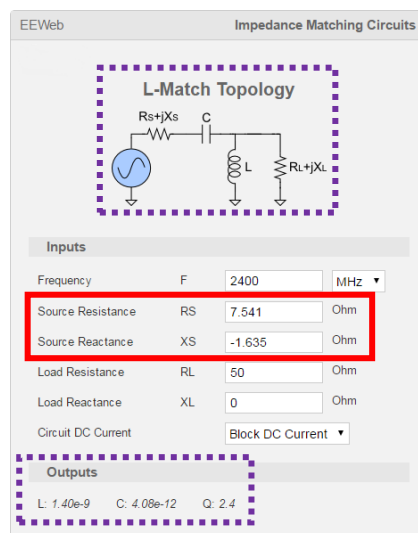 EEWeb Impedance Matching Circuits
L-Match Topology
Rs+jXs C
L RL+jXL
Inputs
Frequency F 2400 MHz
Source Resistance RS 7.541 Ohm
Source Reactance XS -1.635 Ohm
Load Resistance RL 50 Ohm
Load Reactance XL 0 Ohm
Circuit DC Current Block DC Current
Outputs
L: 1.40e-9 C: 4.08e-12 Q: 2.4